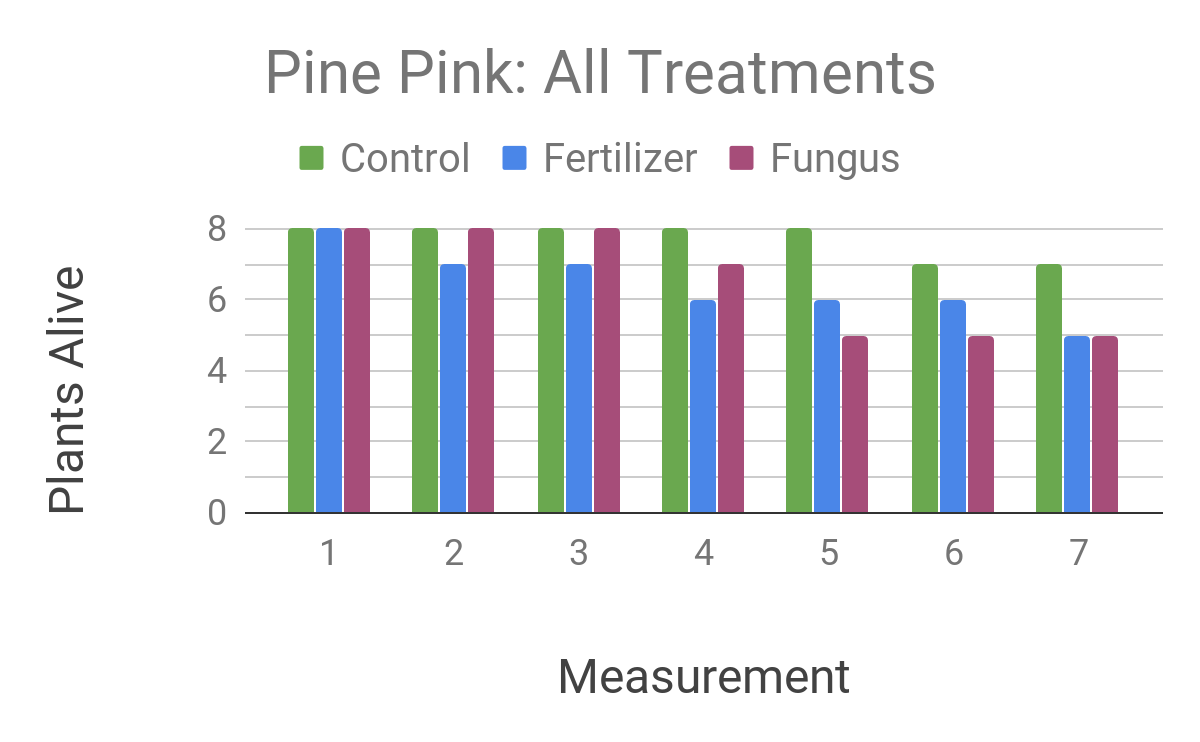 Pine Pink: All Treatments
Control Fertilizer Fungus
Plants Alive
8
6
4
2
0
1 2 3 4 5 6 7
Measurement